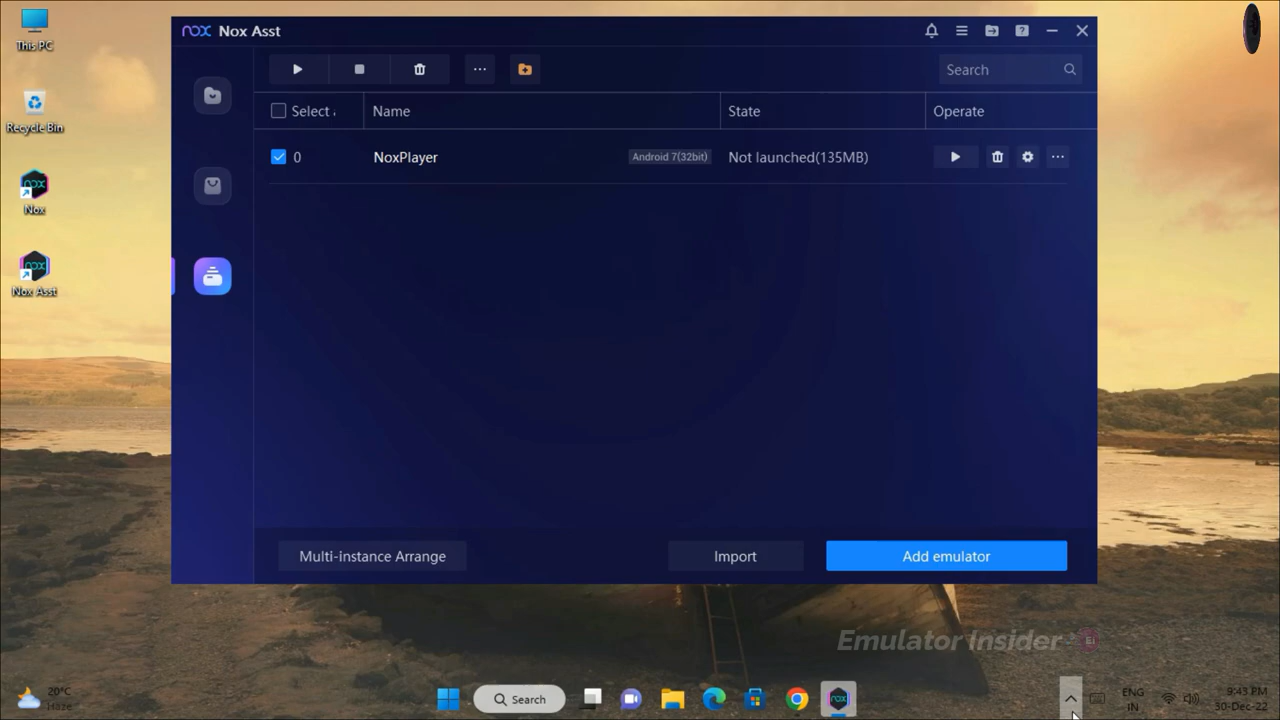 This PC
Recycle Bin
Nox
Nox Asst
nox Nox Asst
Search
Select
Name
State
Operate
0
NoxPlayer
Android 7(32bit)
Not launched(135MB)
Multi-instance Arrange
Import
Add emulator
Emulator Insider - EI
20°C
Haze
Search
ENG
IN
9:43 PM
30-Dec-22